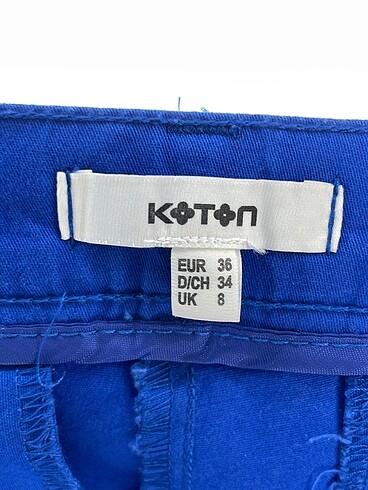 KOTON
EUR 36
D/CH 34
UK 8